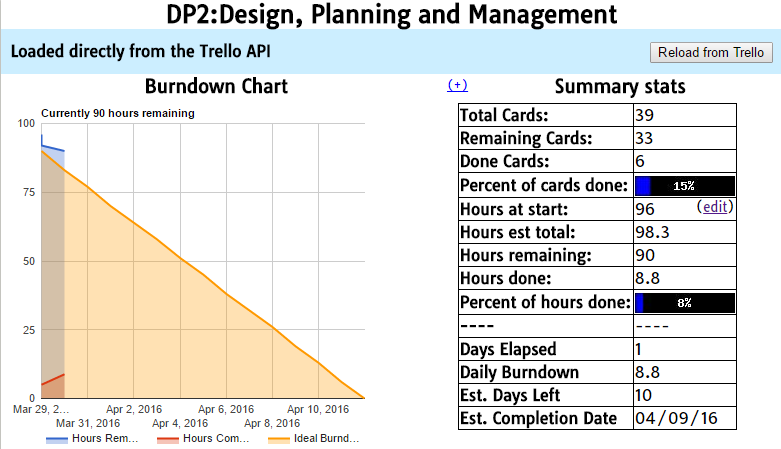 DP2:Design, Planning and Management
Loaded directly from the Trello API
Reload from Trello
Burndown Chart
Currently 90 hours remaining
100
75
50
25
0
Mar 29, 2…
Apr 2, 2016
Apr 6, 2016
Apr 10, 2016
Mar 31, 2016
Apr 4, 2016
Apr 8, 2016
Hours Rem…
Hours Com…
Ideal Burnd…
(+)
Summary stats
Total Cards: 39
Remaining Cards: 33
Done Cards: 6
Percent of cards done: 15%
Hours at start: 96 (edit)
Hours est total: 98.3
Hours remaining: 90
Hours done: 8.8
Percent of hours done: 8%
---- ----
Days Elapsed 1
Daily Burndown 8.8
Est. Days Left 10
Est. Completion Date 04/09/16